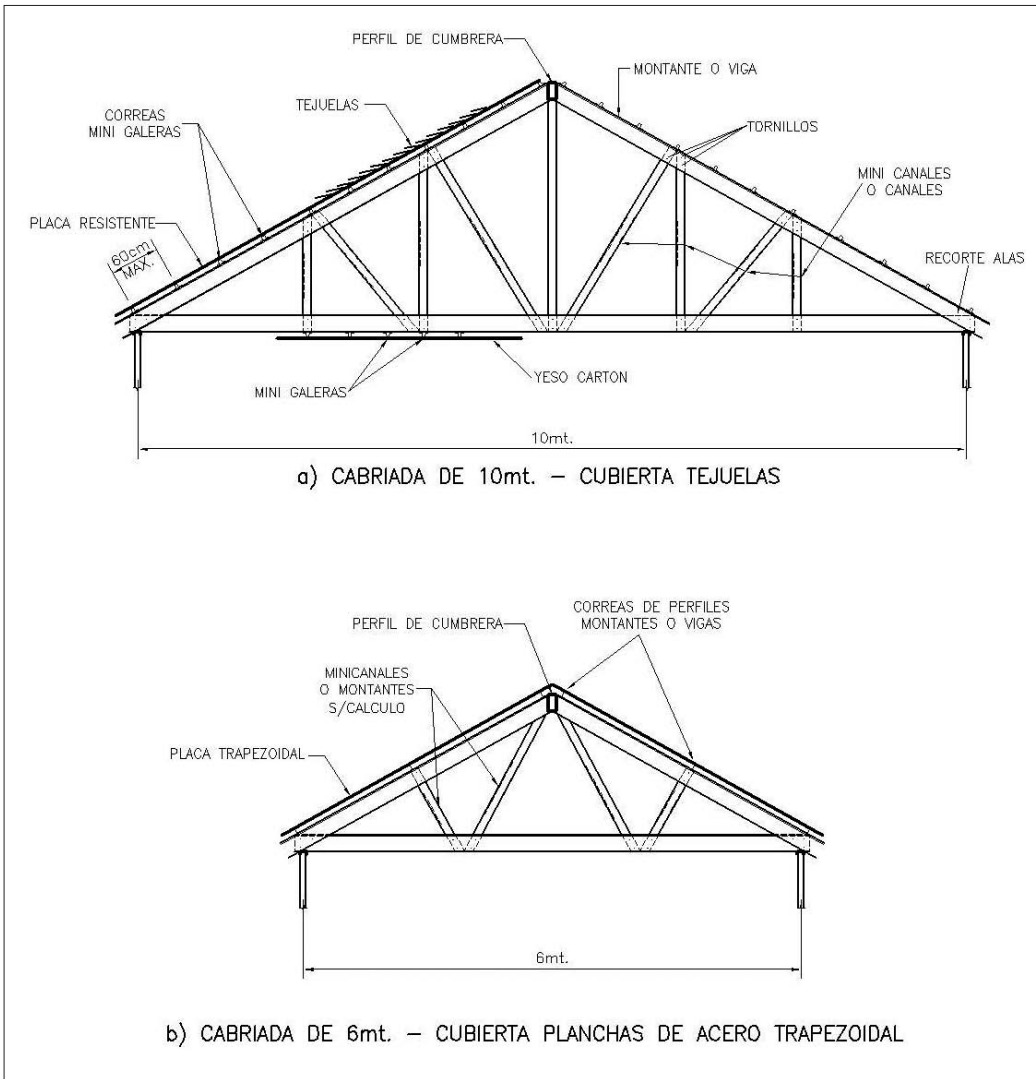 PERFIL DE CUMBRERA
MONTANTE O VIGA
TEJUELAS
CORREAS
MINI GALERAS
TORNILLOS
MINI CANALES
O CANALES
PLACA RESISTENTE
60cm
MAX.
RECORTE ALAS
MINI GALERAS
YESO CARTON
10mt.
a) CABRIADA DE 10mt. – CUBIERTA TEJUELAS
CORREAS DE PERFILES
MONTANTES O VIGAS
PERFIL DE CUMBRERA
MINICANALES
O MONTANTES
S/CALCULO
PLACA TRAPEZOIDAL
6mt.
b) CABRIADA DE 6mt. – CUBIERTA PLANCHAS DE ACERO TRAPEZOIDAL